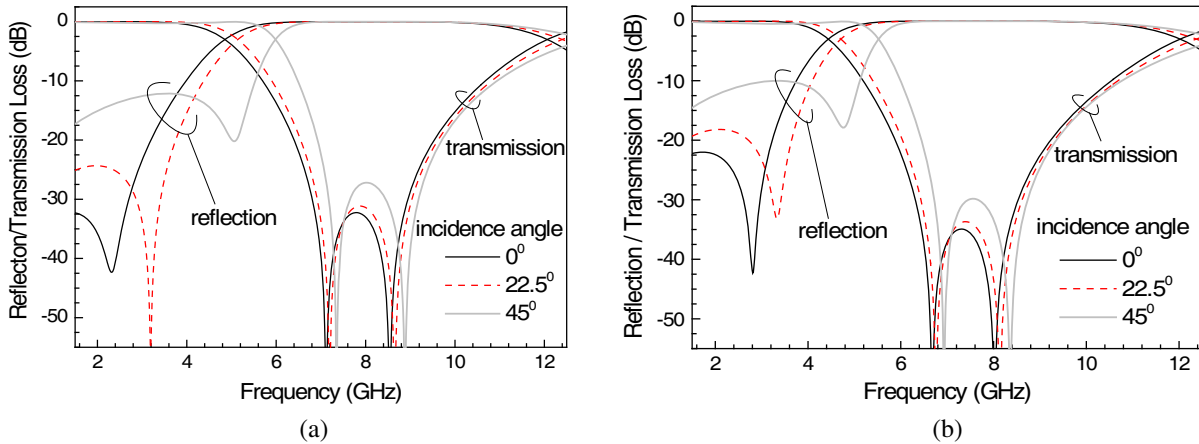 Reflecton/Transmission Loss (dB)
0
-10
-20
-30
-40
-50
transmission
reflection
incidence angle
0⁰
22.5⁰
45⁰
2 4 6 8 10 12
Frequency (GHz)
(a)
Reflection / Transmission Loss (dB)
0
-10
-20
-30
-40
-50
transmission
reflection
incidence angle
0⁰
22.5⁰
45⁰
2 4 6 8 10 12
Frequency (GHz)
(b)